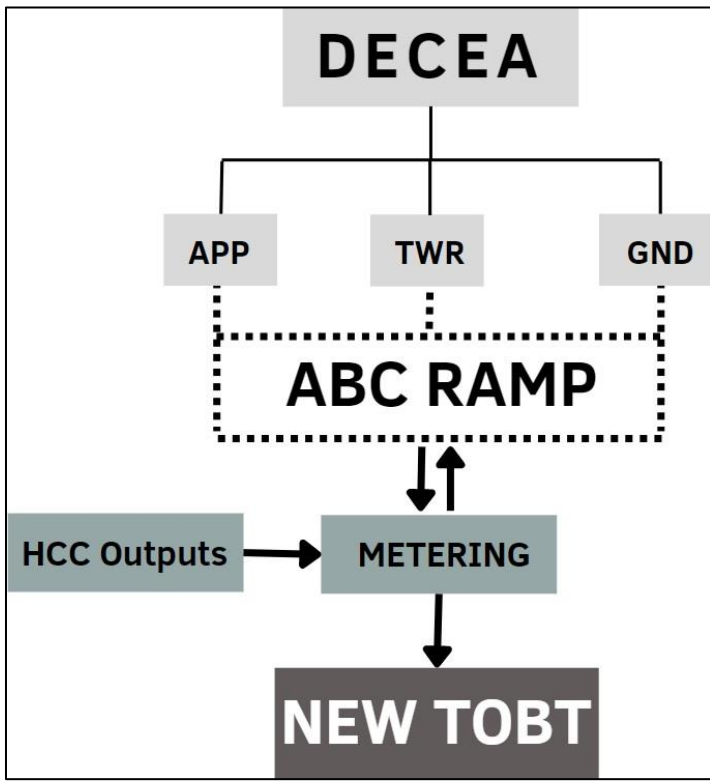 DECEA
APP TWR GND
ABC RAMP
HCC Outputs METERING
NEW TOBT